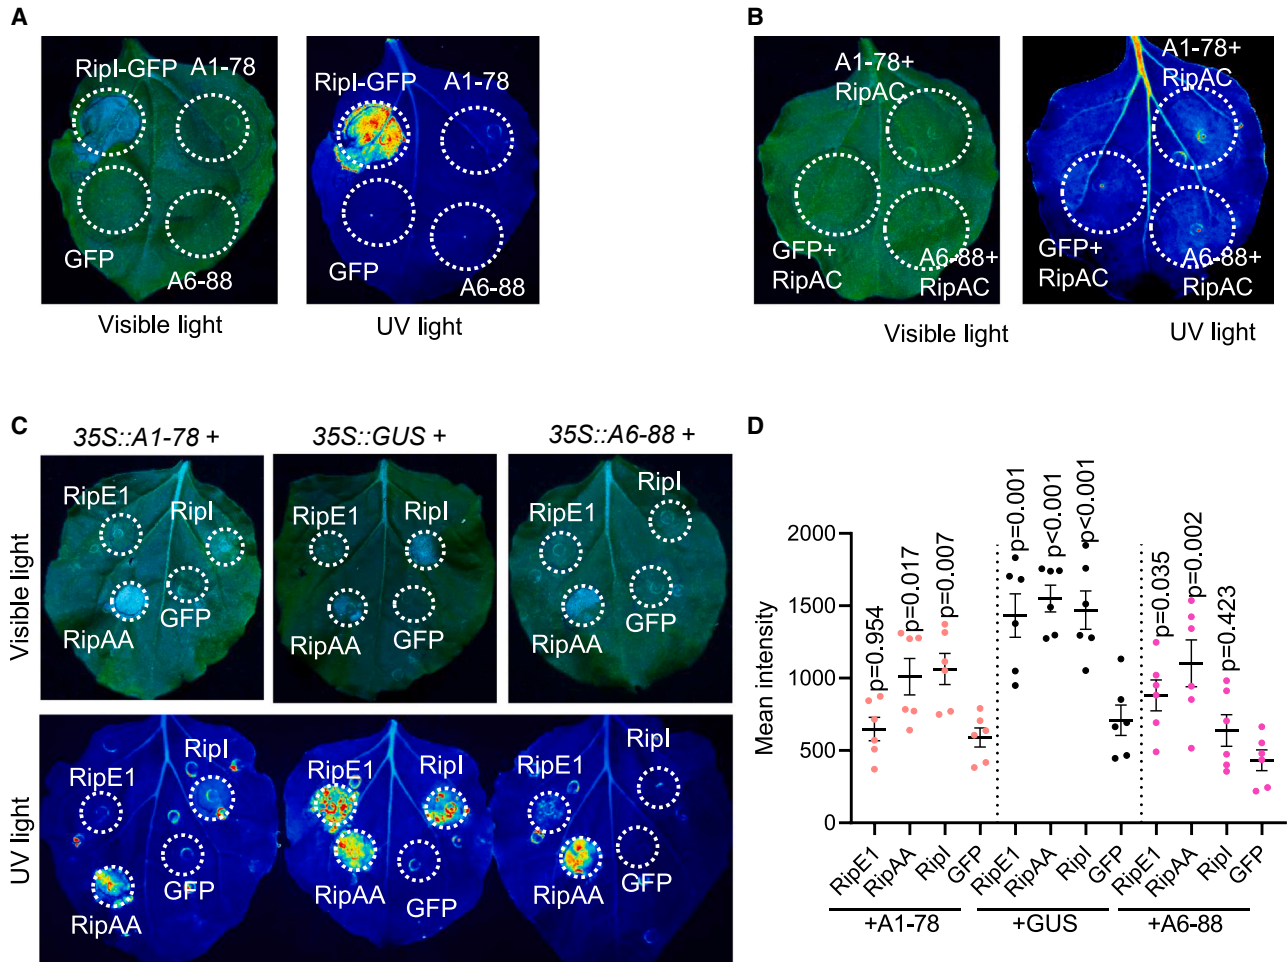 A
RipI-GFP
A1-78
GFP
A6-88
Visible light
RipI-GFP
A1-78
GFP
A6-88
UV light
B
A1-78+
RipAC
GFP+
RipAC
A6-88+
RipAC
Visible light
A1-78+
RipAC
GFP+
RipAC
A6-88+
RipAC
UV light
C
35S::A1-78 +
35S::GUS +
35S::A6-88 +
Visible light
RipE1
RipI
RipAA
GFP
RipE1
RipI
RipAA
GFP
RipE1
RipI
RipAA
GFP
UV light
RipE1
RipI
RipAA
GFP
RipE1
RipI
RipAA
GFP
RipE1
RipI
RipAA
GFP
D
Mean intensity
2000
1500
1000
500
0
p=0.954
p=0.017
p=0.007
p=0.001
p<0.001
p<0.001
p=0.035
p=0.002
p=0.423
RipE1
RipAA
RipI
GFP
RipE1
RipAA
RipI
GFP
RipE1
RipAA
RipI
GFP
+A1-78
+GUS
+A6-88